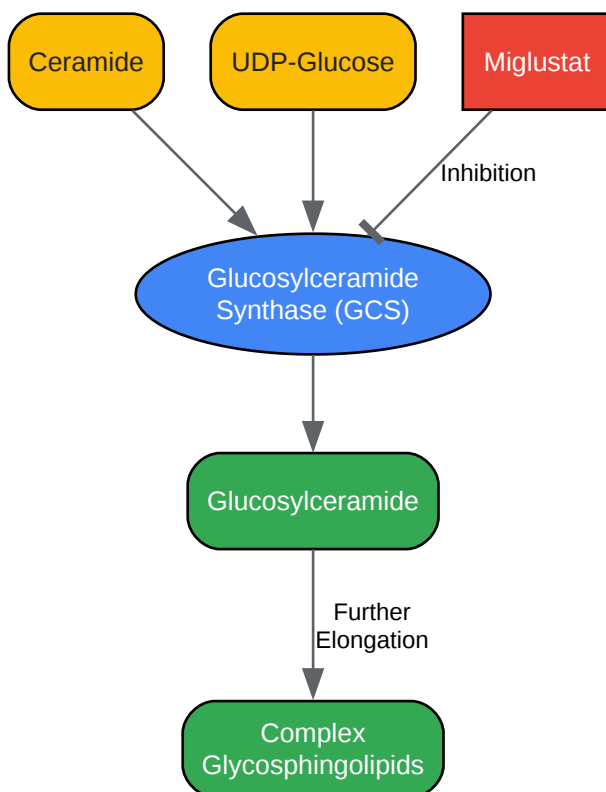 Ceramide
UDP-Glucose
Miglustat
Inhibition
Glucosylceramide
Synthase (GCS)
Glucosylceramide
Further
Elongation
Complex
Glycosphingolipids